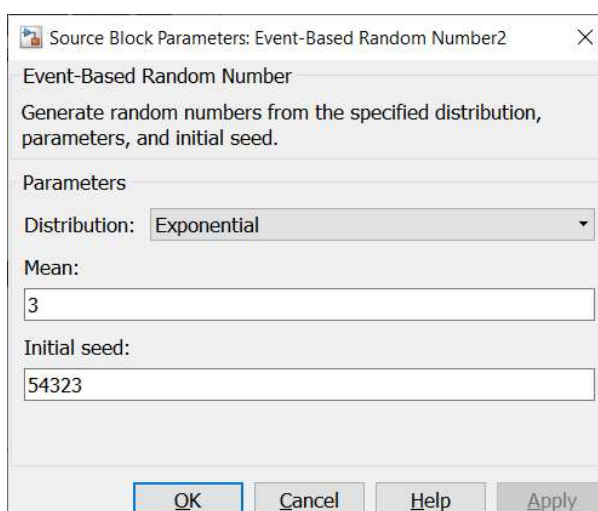 Source Block Parameters: Event-Based Random Number2
Event-Based Random Number
Generate random numbers from the specified distribution,
parameters, and initial seed.
Parameters
Distribution: Exponential
Mean:
3
Initial seed:
54323
OK Cancel Help Apply